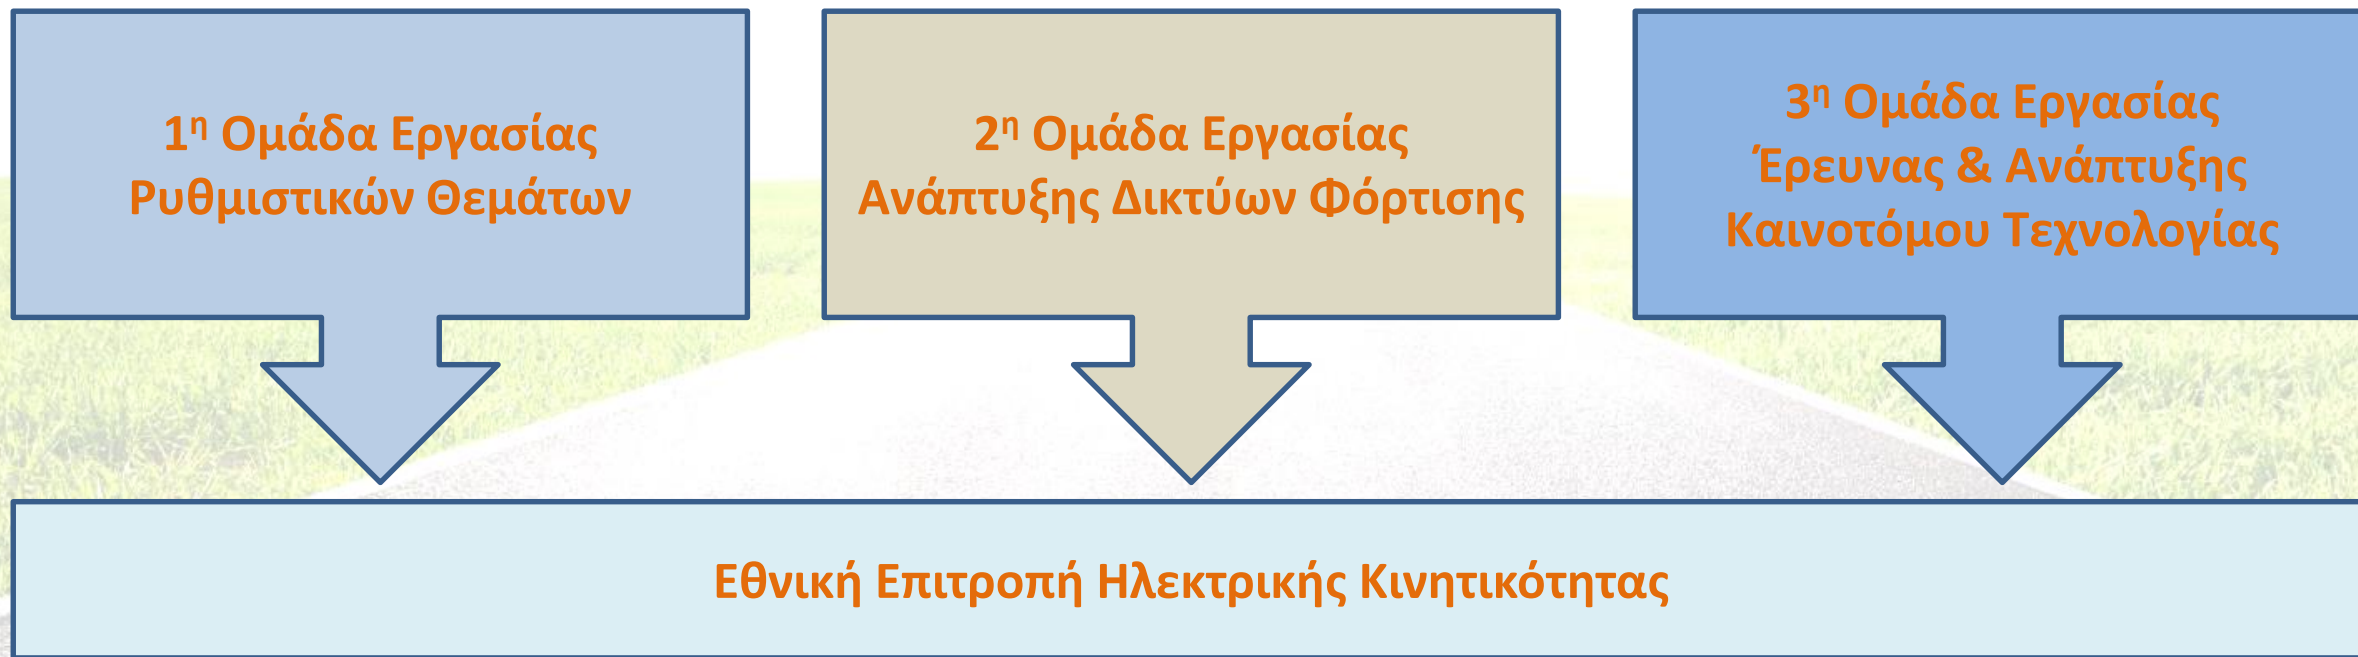 1η Ομάδα Εργασίας
Ρυθμιστικών Θεμάτων
2η Ομάδα Εργασίας
Ανάπτυξης Δικτύων Φόρτισης
3η Ομάδα Εργασίας
Έρευνας & Ανάπτυξης
Καινοτόμου Τεχνολογίας
Εθνική Επιτροπή Ηλεκτρικής Κινητικότητας